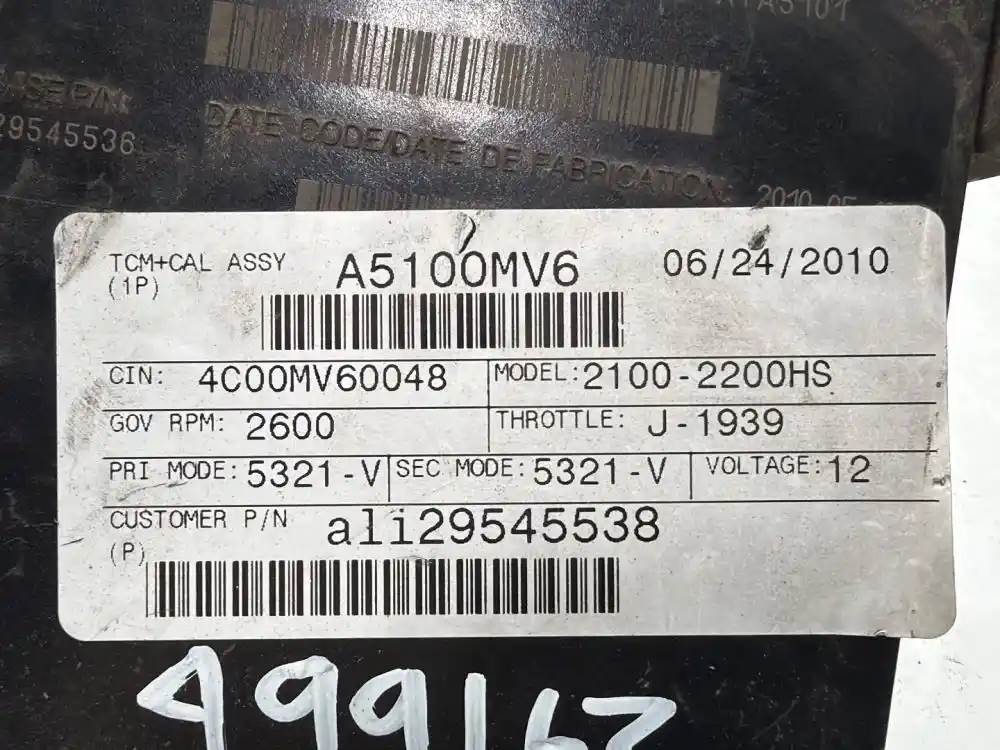 29545536
DATE CODE/DATE DE FABRICATION: 2010
TCM+CAL ASSY A5100MV6 06/24/2010
(1P)
CIN: 4C00MV60048 MODEL: 2100-2200HS
GOV RPM: 2600 THROTTLE: J-1939
PRI MODE: 5321-V SEC MODE: 5321-V VOLTAGE: 12
CUSTOMER P/N ali29545538
(P)